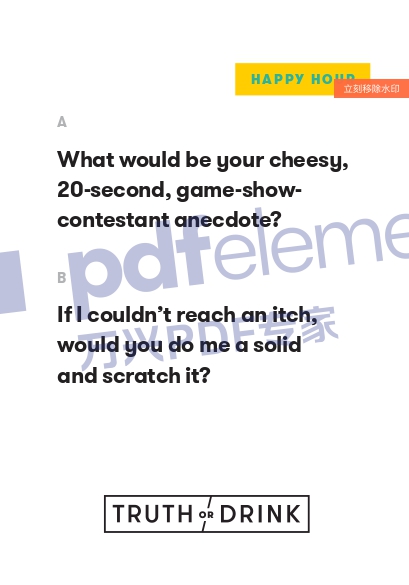 HAPPY HOUR
立刻移除水印
A
What would be your cheesy,
20-second, game-show-
contestant anecdote?
pdfeleme
B
If I couldn't reach an itch,
would you do me a solid
and scratch it?
万兴PDF专家
TRUTH OR DRINK